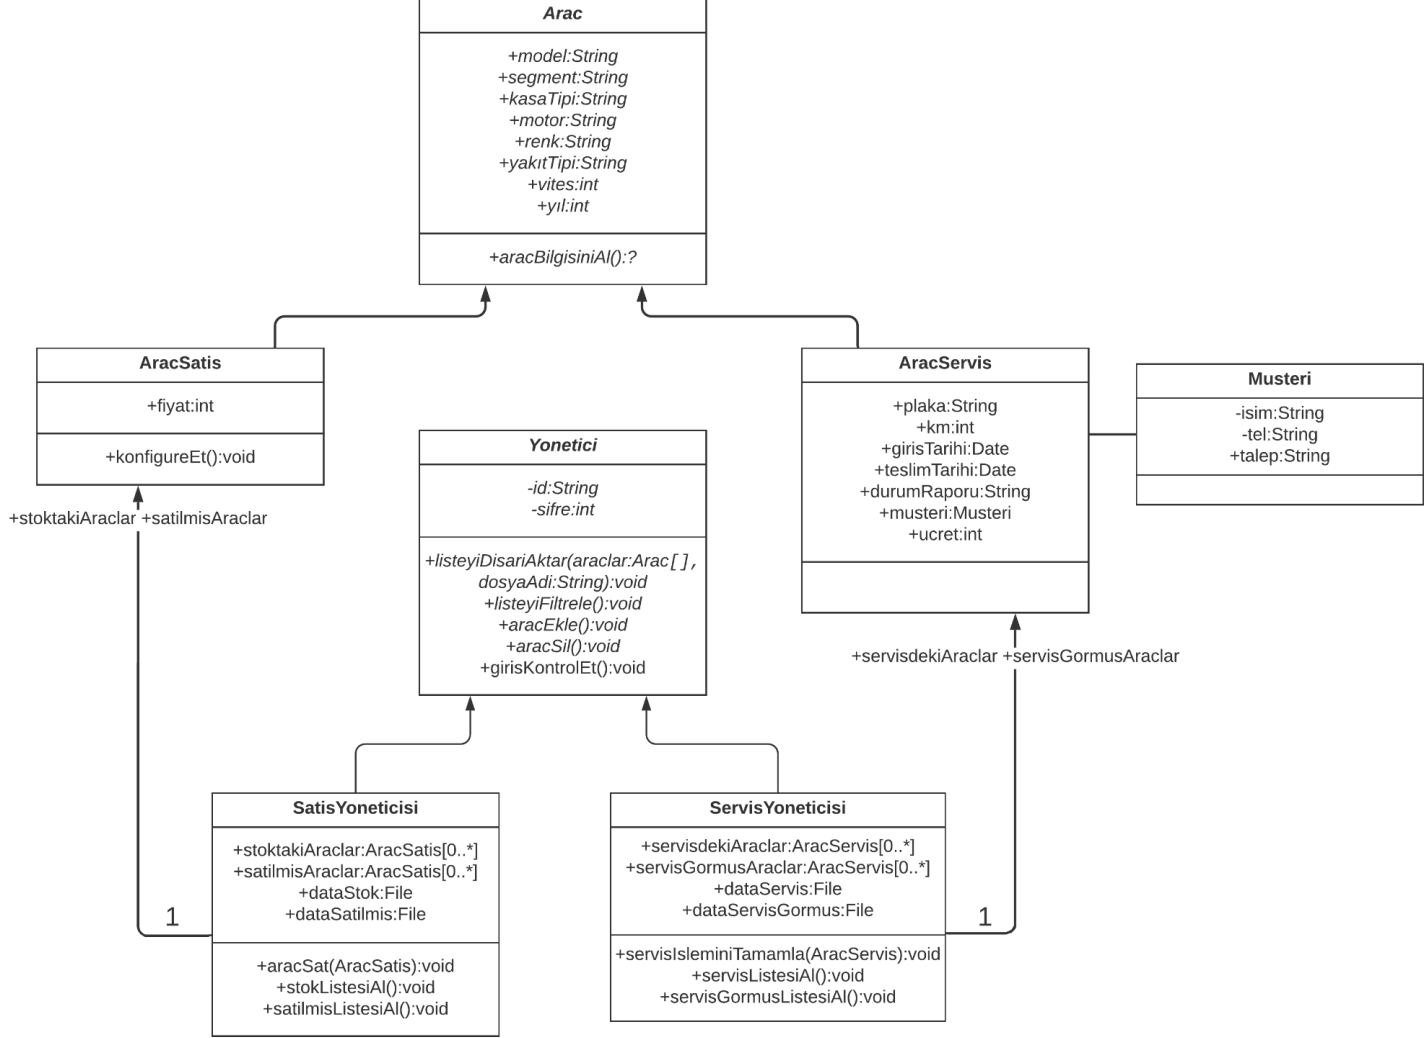 Arac
+model:String
+segment:String
+kasaTipi:String
+motor:String
+renk:String
+yakıtTipi:String
+vites:int
+yıl:int
+aracBilgisiniAl():?
AracSatis
+fiyat:int
+konfigureEt():void
AracServis
+plaka:String
+km:int
+girisTarihi:Date
+teslimTarihi:Date
+durumRaporu:String
+musteri:Musteri
+ucret:int
Musteri
-isim:String
-tel:String
+talep:String
Yonetici
-id:String
-sifre:int
+listeyiDisariAktar(araclar:Arac[],
dosyaAdi:String):void
+listeyiFiltrele():void
+aracEkle():void
+aracSil():void
+girisKontrolEt():void
+stoktakiAraclar +satilmisAraclar
+servisdekiAraclar +servisGormusAraclar
SatisYoneticisi
+stoktakiAraclar:AracSatis[0..*]
+satilmisAraclar:AracSatis[0..*]
+dataStok:File
+dataSatilmis:File
1
+aracSat(AracSatis):void
+stokListesiAl():void
+satilmisListesiAl():void
ServisYoneticisi
+servisdekiAraclar:AracServis[0..*]
+servisGormusAraclar:AracServis[0..*]
+dataServis:File
+dataServisGormus:File
1
+servisIsleminiTamamla(AracServis):void
+servisListesiAl():void
+servisGormusListesiAl():void